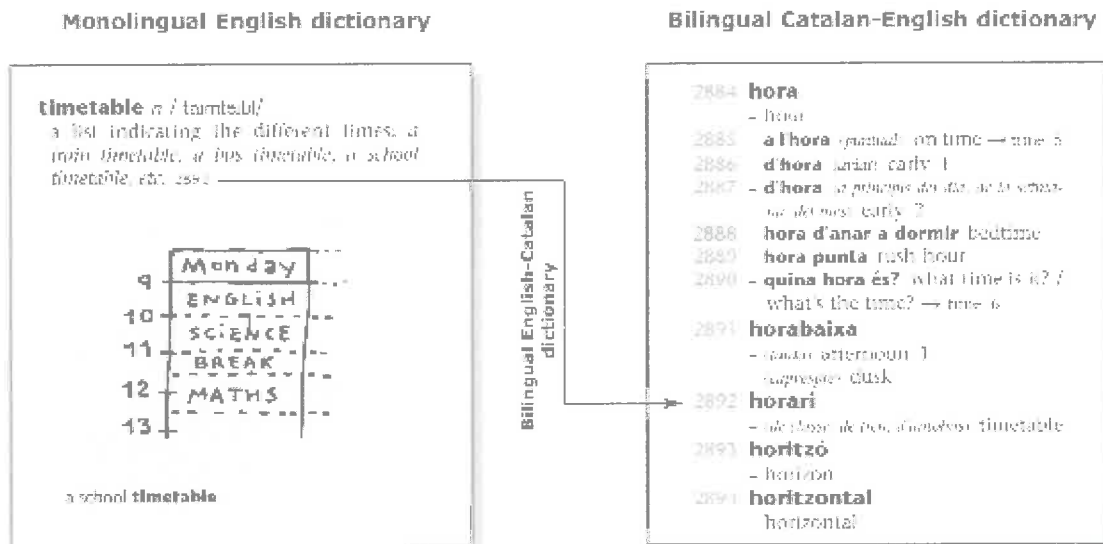 Monolingual English dictionary
timetable n /
a list indicating the different times: a
train timetable, a bus timetable, a school
timetable, etc.
Monday
9
ENGLISH
10
SCIENCE
11
BREAK
12
MATHS
13
a school timetable
Bilingual English-Catalan
dictionary
Bilingual Catalan-English dictionary
2884 hora
- hour
2885 a l'hora on time → time 5
2886 d'hora early 1
2887 - d'hora early 2
2888 hora d'anar a dormir bedtime
2889 hora punta rush hour
2890 - quina hora és? what time is it? /
what's the time? → time 6
2891 horabaixa
- afternoon 1
dusk
2892 horari
- timetable
2893 horitzó
- horizon
2894 horitzontal
horizontal